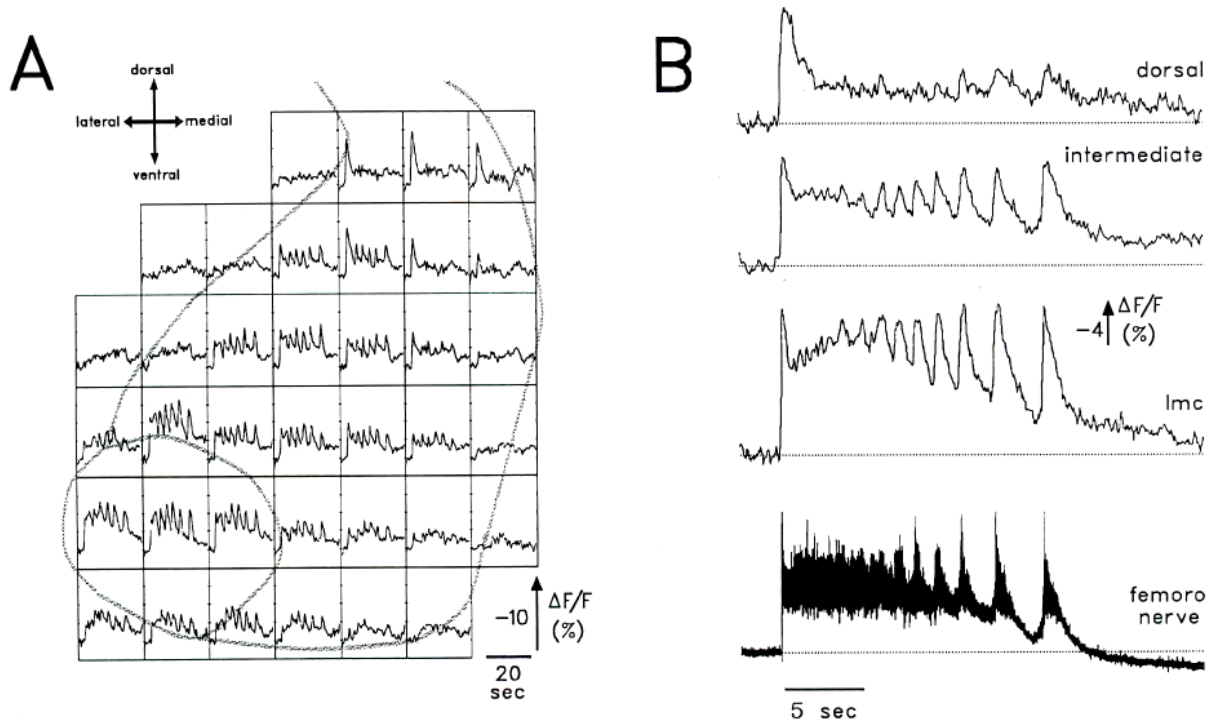 A
dorsal
lateral medial
ventral
-10 ΔF/F
(%)
20
sec
B
dorsal
intermediate
ΔF/F
-4 (%)
lmc
femoro
nerve
5 sec